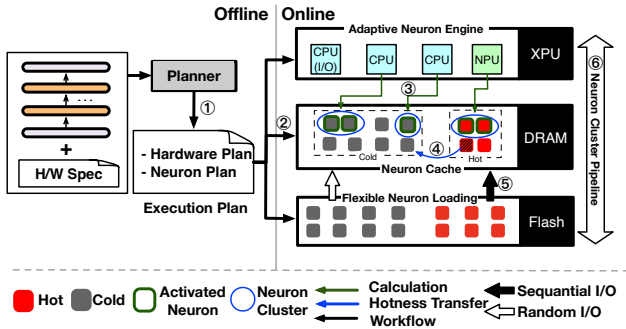 Offline
Online
Adaptive Neuron Engine
CPU
(I/O)
CPU
CPU
NPU
XPU
Planner
①
...
+
H/W Spec
- Hardware Plan
- Neuron Plan
Execution Plan
②
③
④
Cold
Hot
Neuron Cache
DRAM
⑤
Flexible Neuron Loading
Flash
⑥ Neuron Cluster Pipeline
Hot
Cold
Activated
Neuron
Neuron
Cluster
Calculation
Hotness Transfer
Workflow
Sequantial I/O
Random I/O